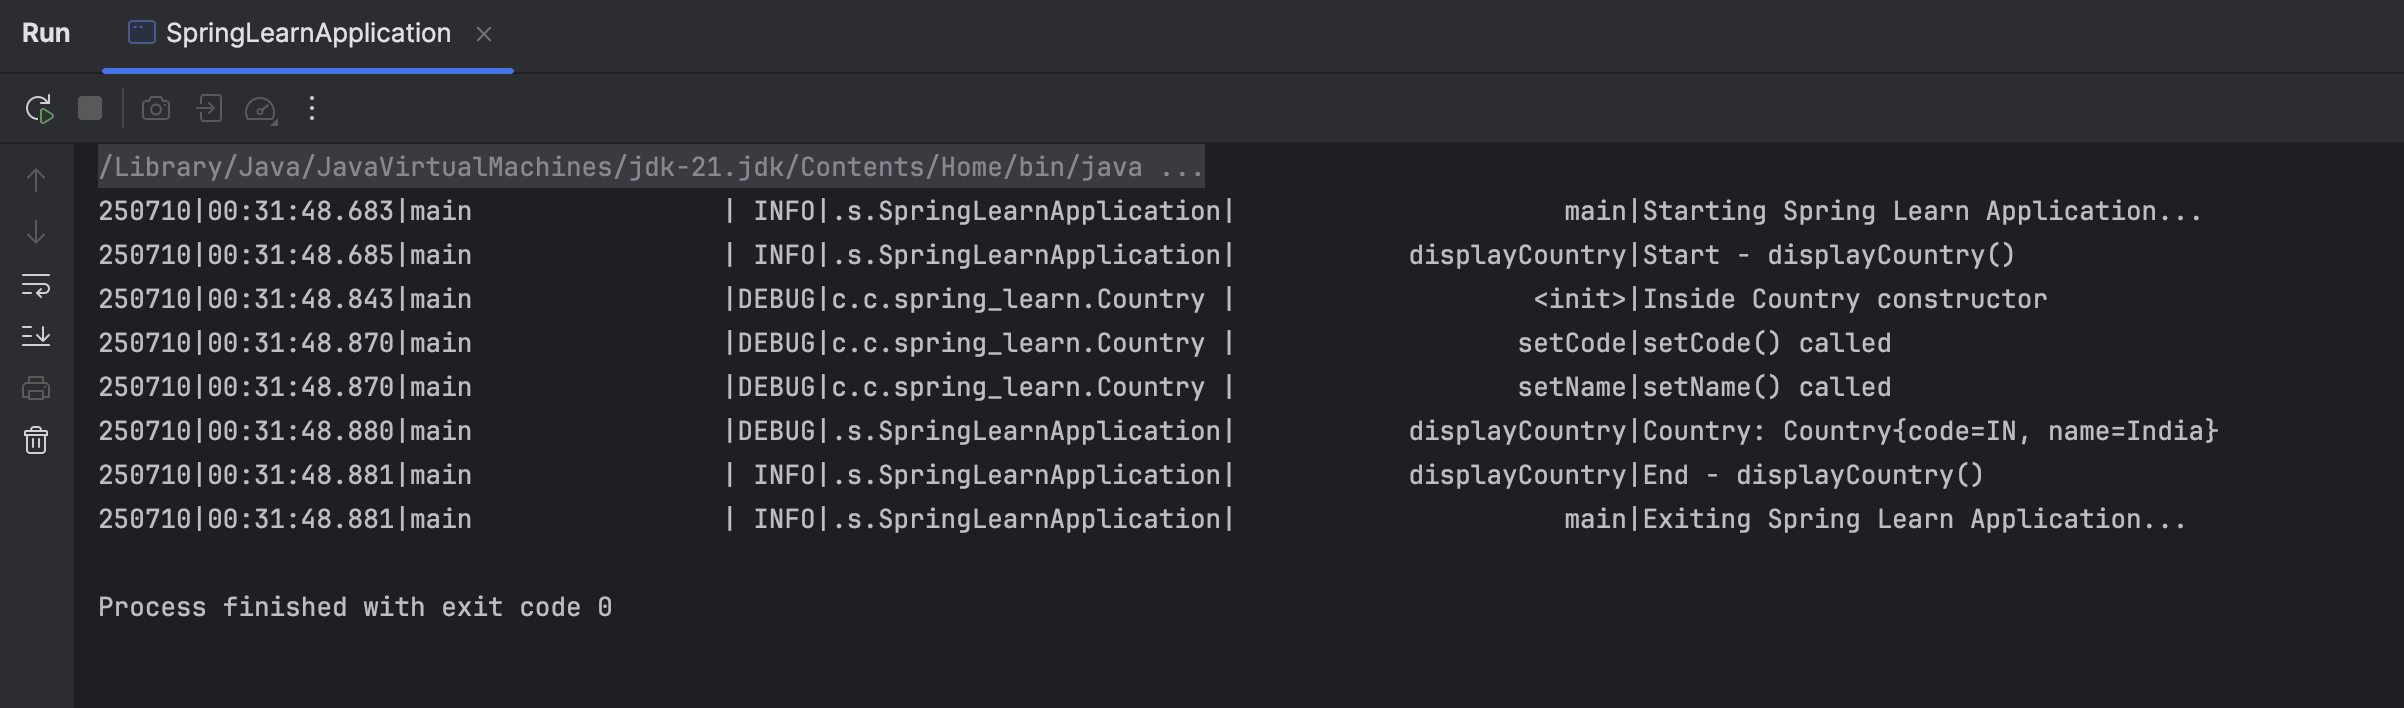 Run SpringLearnApplication
/Library/Java/JavaVirtualMachines/jdk-21.jdk/Contents/Home/bin/java ...
250710|00:31:48.683|main                | INFO|.s.SpringLearnApplication|                     main|Starting Spring Learn Application...
250710|00:31:48.685|main                | INFO|.s.SpringLearnApplication|           displayCountry|Start - displayCountry()
250710|00:31:48.843|main                |DEBUG|c.c.spring_learn.Country |                   <init>|Inside Country constructor
250710|00:31:48.870|main                |DEBUG|c.c.spring_learn.Country |                  setCode|setCode() called
250710|00:31:48.870|main                |DEBUG|c.c.spring_learn.Country |                  setName|setName() called
250710|00:31:48.880|main                |DEBUG|.s.SpringLearnApplication|           displayCountry|Country: Country{code=IN, name=India}
250710|00:31:48.881|main                | INFO|.s.SpringLearnApplication|           displayCountry|End - displayCountry()
250710|00:31:48.881|main                | INFO|.s.SpringLearnApplication|                     main|Exiting Spring Learn Application...
Process finished with exit code 0